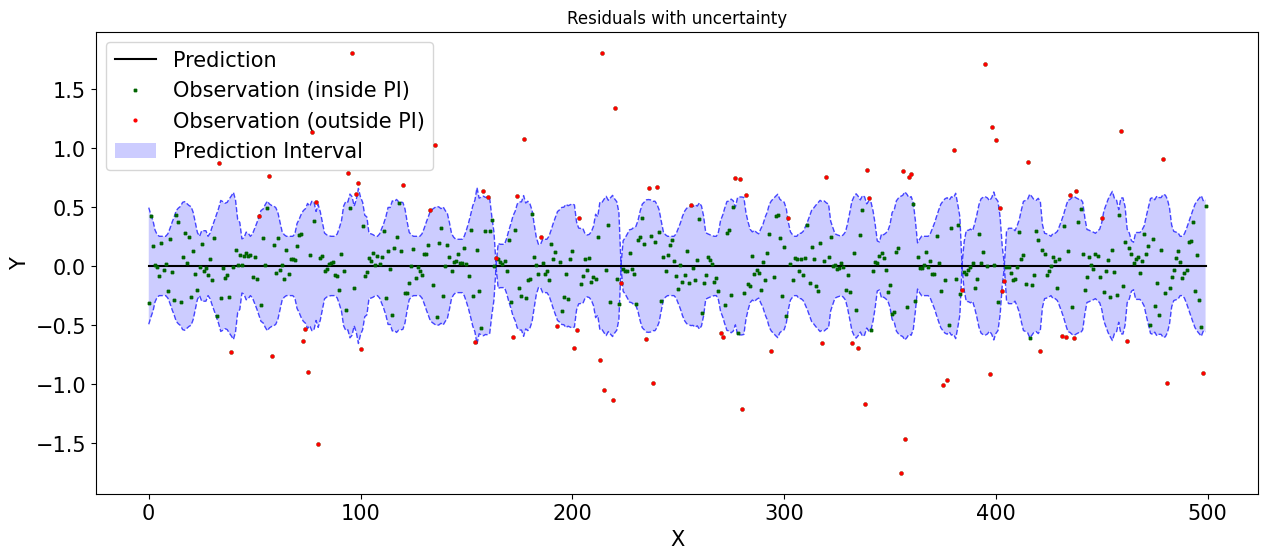 Residuals with uncertainty
Prediction
Observation (inside PI)
Observation (outside PI)
Prediction Interval
Y
1.5
1.0
0.5
0.0
−0.5
−1.0
−1.5
0
100
200
300
400
500
X